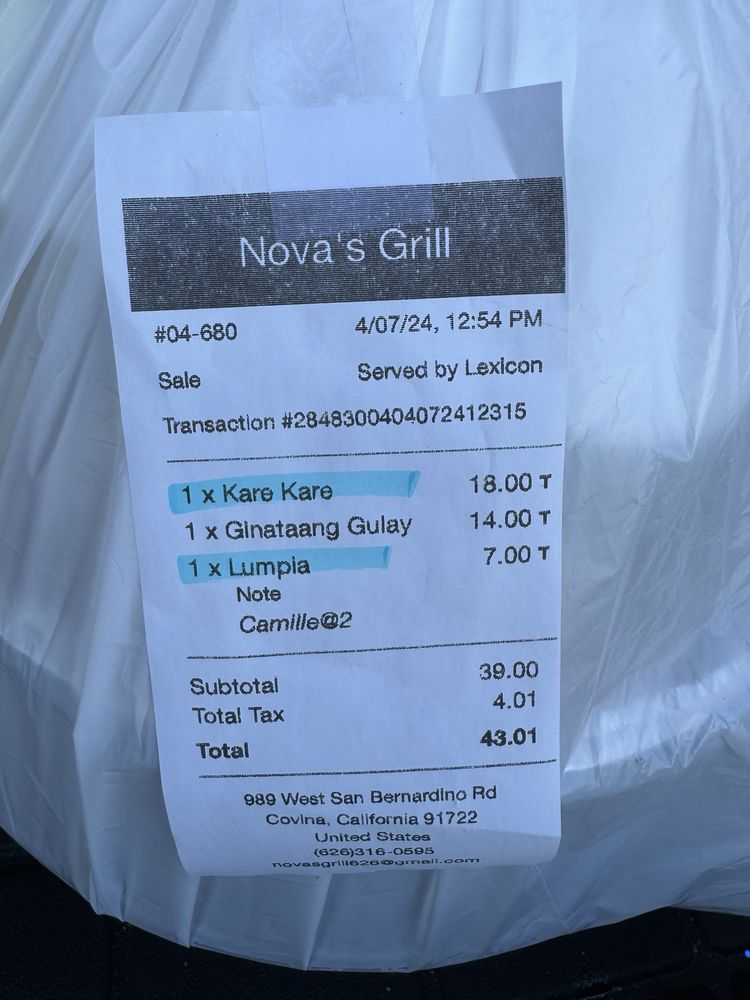 Nova's Grill
#04-680 4/07/24, 12:54 PM
Sale Served by Lexicon
Transaction #2848300404072412315
1 x Kare Kare 18.00 T
1 x Ginataang Gulay 14.00 T
1 x Lumpia 7.00 T
Note
Camille@2
Subtotal 39.00
Total Tax 4.01
Total 43.01
989 West San Bernardino Rd
Covina, California 91722
United States
(626)316-0595
novasgrill626@gmail.com